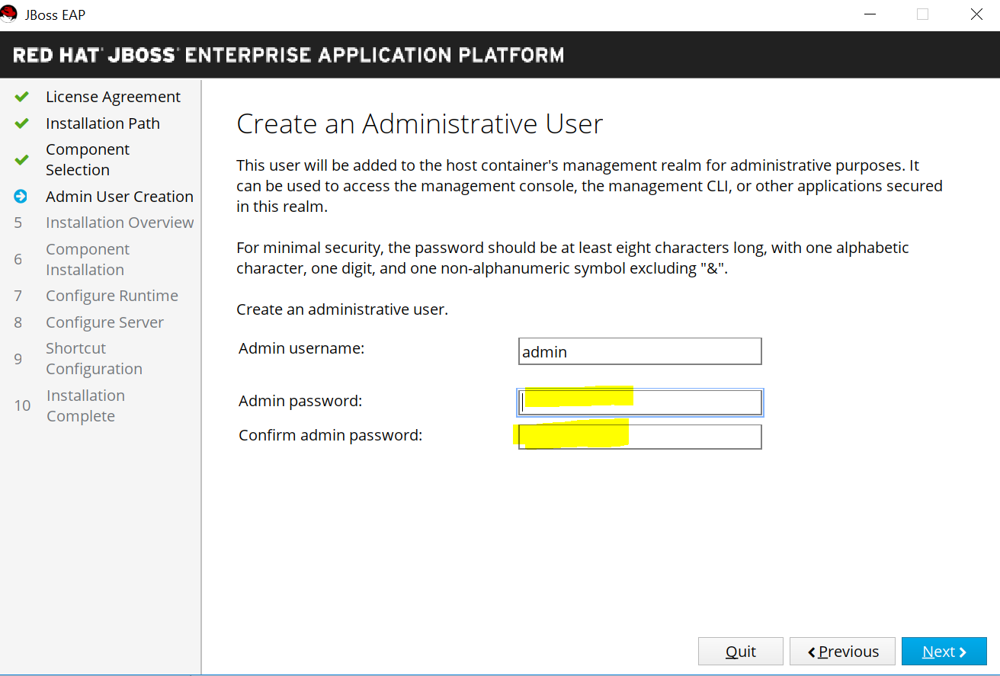 JBoss EAP
RED HAT® JBOSS® ENTERPRISE APPLICATION PLATFORM
License Agreement
Installation Path
Component
Selection
Admin User Creation
5 Installation Overview
6 Component
Installation
7 Configure Runtime
8 Configure Server
9 Shortcut
Configuration
10 Installation
Complete
Create an Administrative User
This user will be added to the host container's management realm for administrative purposes. It
can be used to access the management console, the management CLI, or other applications secured
in this realm.
For minimal security, the password should be at least eight characters long, with one alphabetic
character, one digit, and one non-alphanumeric symbol excluding "&".
Create an administrative user.
Admin username: admin
Admin password:
Confirm admin password:
Quit Previous Next